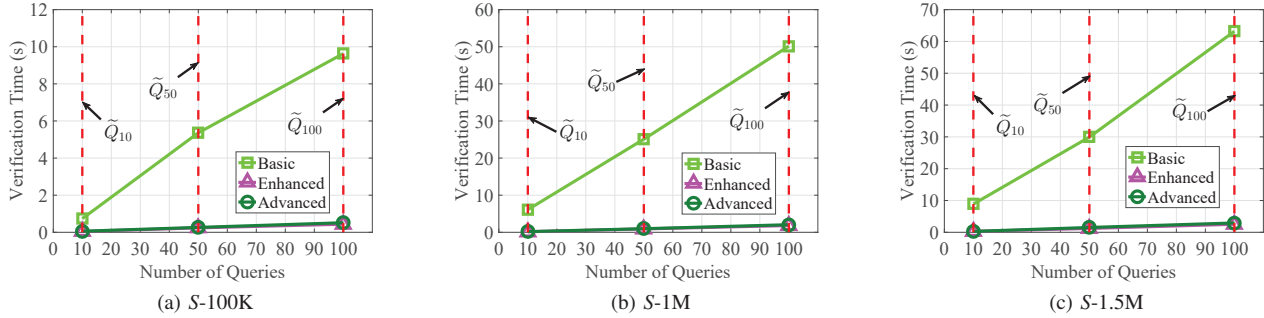 12
10
8
6
4
2
0
Verification Time (s)
Q̃10
Q̃50
Q̃100
Basic
Enhanced
Advanced
0 10 20 30 40 50 60 70 80 90 100
Number of Queries
(a) S-100K
60
50
40
30
20
10
0
Verification Time (s)
Q̃10
Q̃50
Q̃100
Basic
Enhanced
Advanced
0 10 20 30 40 50 60 70 80 90 100
Number of Queries
(b) S-1M
70
60
50
40
30
20
10
0
Verification Time (s)
Q̃10
Q̃50
Q̃100
Basic
Enhanced
Advanced
0 10 20 30 40 50 60 70 80 90 100
Number of Queries
(c) S-1.5M